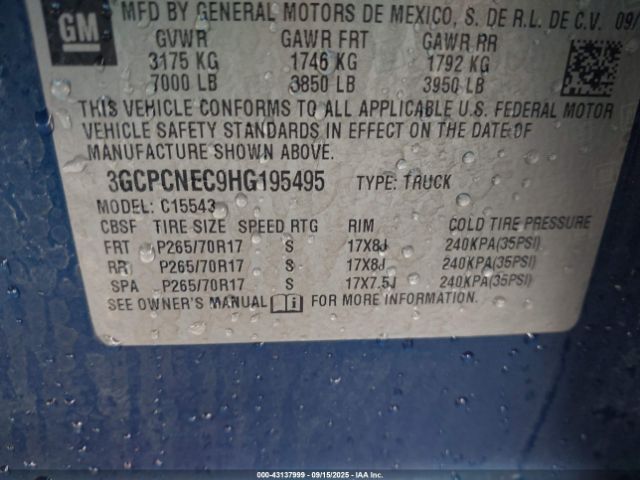 GM
MFD BY GENERAL MOTORS DE MEXICO, S. DE R.L. DE C.V. 09/
GVWR GAWR FRT GAWR RR
3175 KG 1746 KG 1792 KG
7000 LB 3850 LB 3950 LB
THIS VEHICLE CONFORMS TO ALL APPLICABLE U.S. FEDERAL MOTOR
VEHICLE SAFETY STANDARDS IN EFFECT ON THE DATE OF
MANUFACTURE SHOWN ABOVE.
3GCPCNEC9HG195495 TYPE: TRUCK
MODEL: C15543
CBSF TIRE SIZE SPEED RTG RIM COLD TIRE PRESSURE
FRT P265/70R17 S 17X8J 240KPA(35PSI)
RR P265/70R17 S 17X8J 240KPA(35PSI)
SPA P265/70R17 S 17X7.5J 240KPA(35PSI)
SEE OWNER'S MANUAL FOR MORE INFORMATION.
000-43137999 - 09/15/2025 - IAA, Inc.